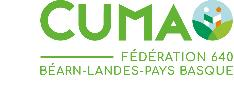 CUMA
FÉDÉRATION 640
BÉARN-LANDES-PAYS BASQUE